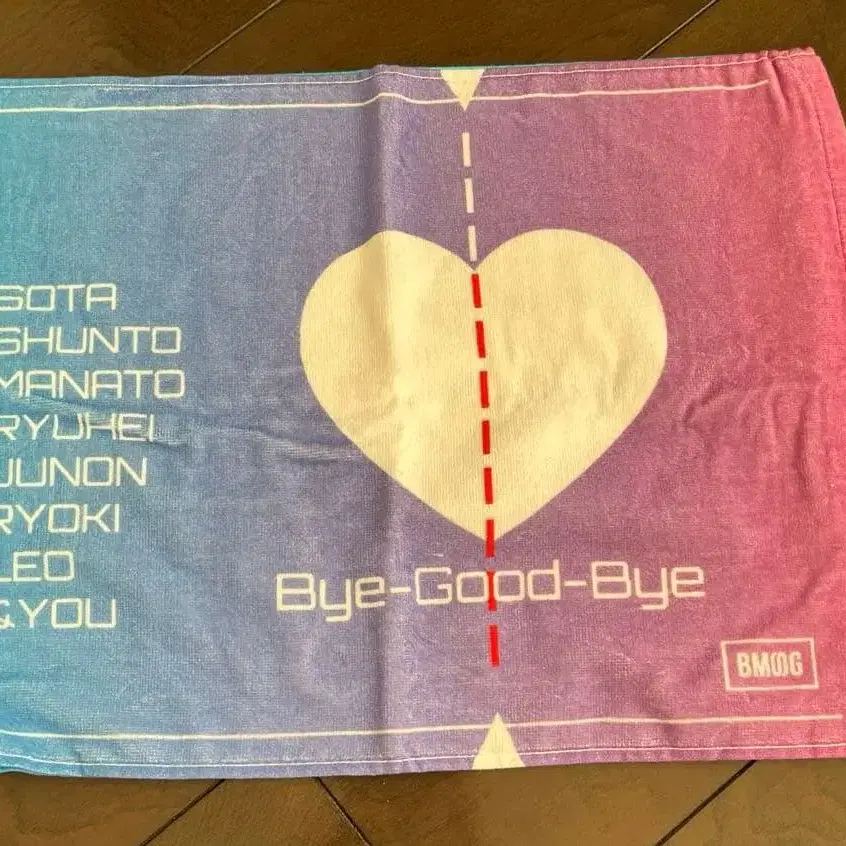 SOTA
SHUNTO
MANATO
RYUHEI
JUNON
RYOKI
LEO
&YOU
Bye-Good-Bye
BMSG